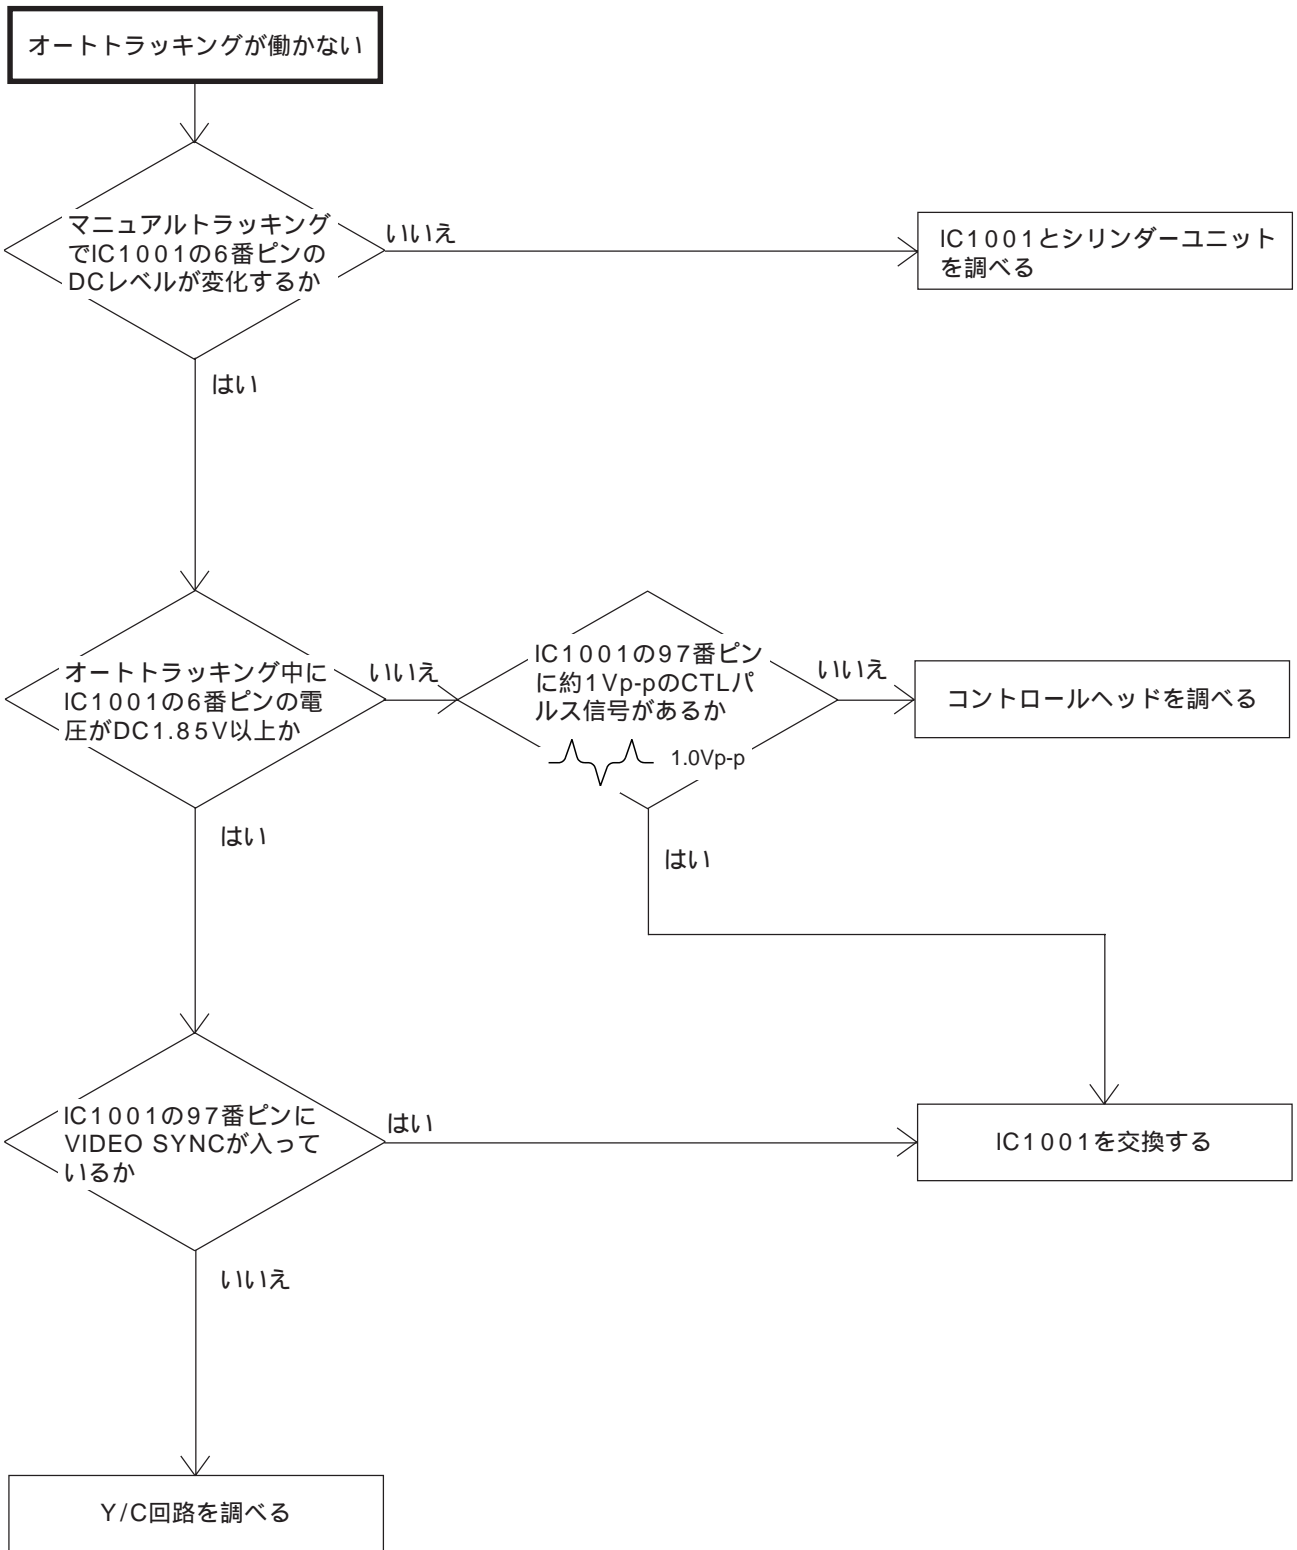 オートトラッキングが働かない
マニュアルトラッキング
でIC1001の6番ピンの
DCレベルが変化するか
いいえ
IC1001とシリンダーユニット
を調べる
はい
オートトラッキング中に
IC1001の6番ピンの電
圧がDC1.85V以上か
いいえ
IC1001の97番ピン
に約1Vp-pのCTLパ
ルス信号があるか
1.0Vp-p
いいえ
コントロールヘッドを調べる
はい
はい
IC1001の97番ピンに
VIDEO SYNCが入って
いるか
はい
IC1001を交換する
いいえ
Y/C回路を調べる